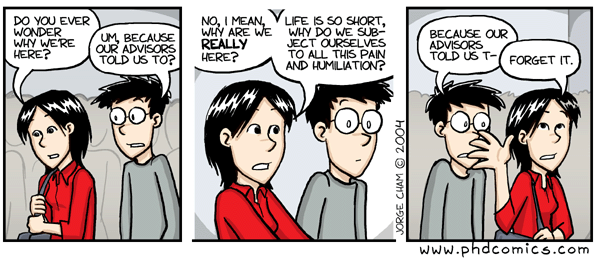 DO YOU EVER
WONDER
WHY WE'RE
HERE?
UM, BECAUSE
OUR ADVISORS
TOLD US TO?
NO, I MEAN,
WHY ARE WE
REALLY
HERE?
LIFE IS SO SHORT,
WHY DO WE SUB-
JECT OURSELVES
TO ALL THIS PAIN
AND HUMILIATION?
JORGE CHAM © 2004
BECAUSE OUR
ADVISORS
TOLD US T-
FORGET IT.
www.phdcomics.com